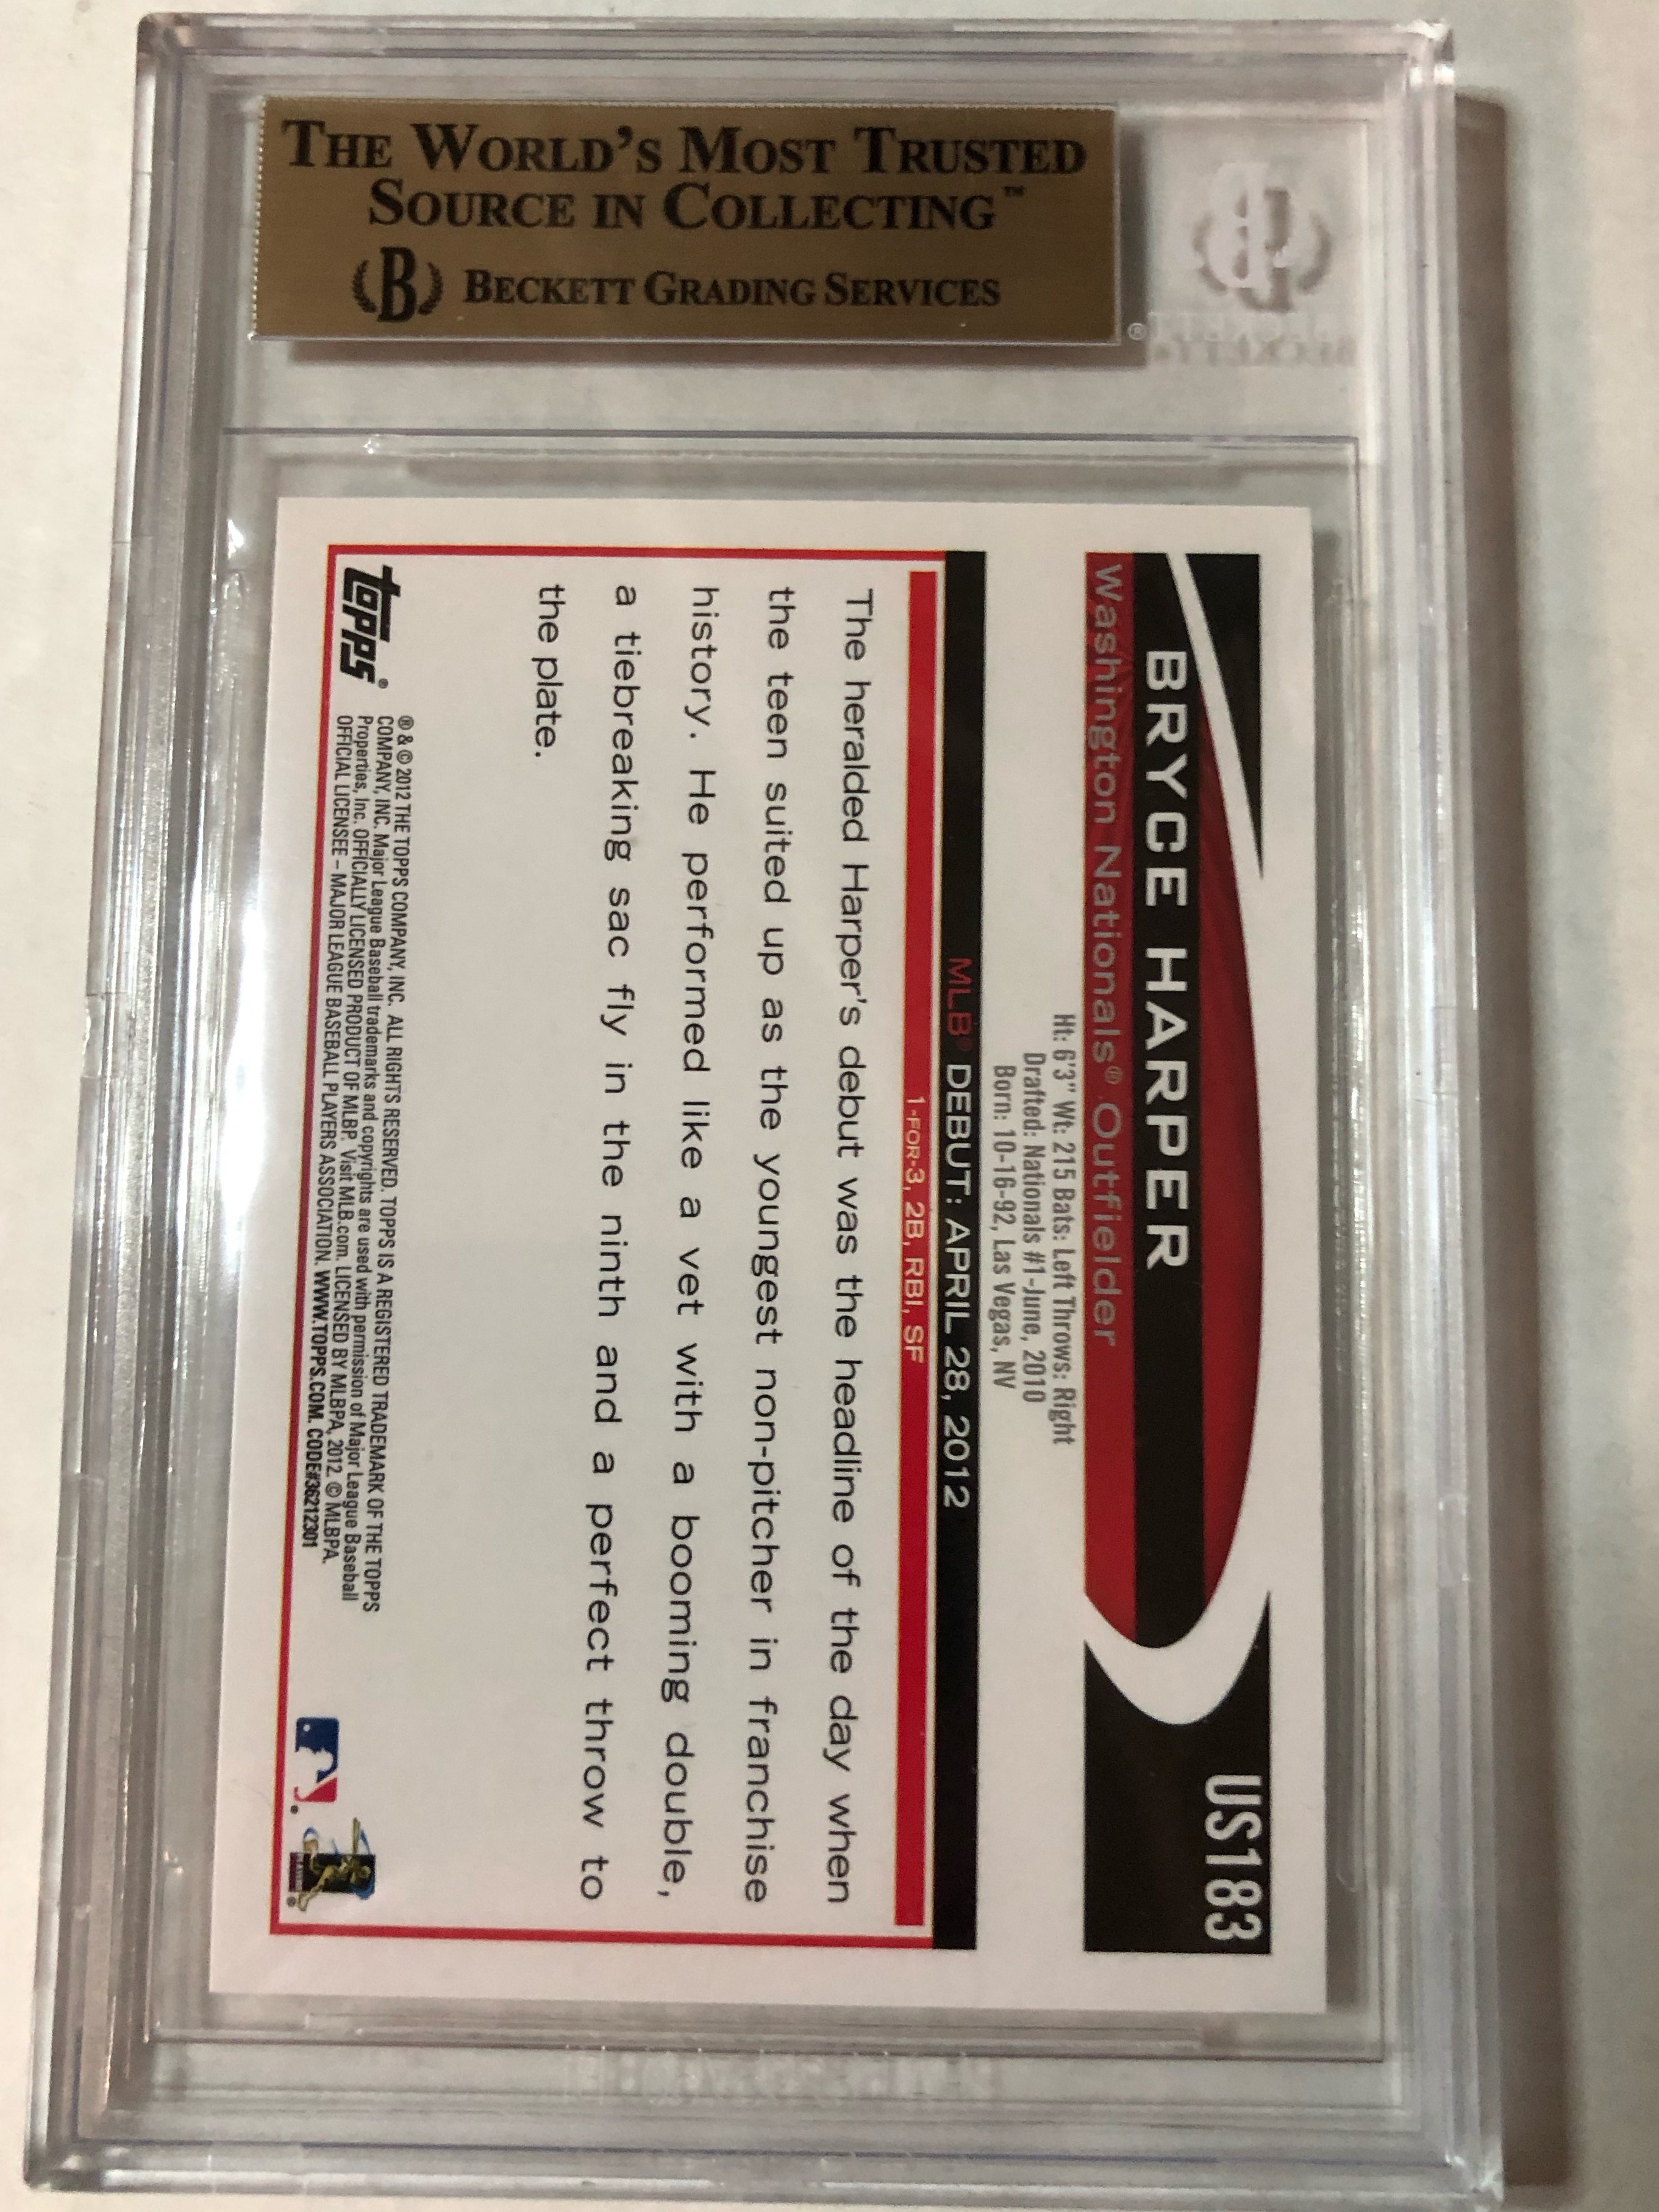 THE WORLD'S MOST TRUSTED
SOURCE IN COLLECTING™
B BECKETT GRADING SERVICES
®
BECKETT
US183
BRYCE HARPER
Washington Nationals® Outfielder
Ht: 6'3" Wt: 215 Bats: Left Throws: Right
Drafted: Nationals #1-June, 2010
Born: 10-16-92, Las Vegas, NV
MLB® DEBUT: APRIL 28, 2012
1-FOR-3, 2B, RBI, SF
The heralded Harper's debut was the headline of the day when
the teen suited up as the youngest non-pitcher in franchise
history. He performed like a vet with a booming double,
a tiebreaking sac fly in the ninth and a perfect throw to
the plate.
topps®
® & © 2012 THE TOPPS COMPANY, INC. ALL RIGHTS RESERVED. TOPPS IS A REGISTERED TRADEMARK OF THE TOPPS
COMPANY, INC. Major League Baseball trademarks and copyrights are used with permission of Major League Baseball
Properties, Inc. OFFICIALLY LICENSED PRODUCT OF MLBP. Visit MLB.com. LICENSED BY MLBPA, 2012. © MLBPA.
OFFICIAL LICENSEE – MAJOR LEAGUE BASEBALL PLAYERS ASSOCIATION. WWW.TOPPS.COM. CODE#36212301